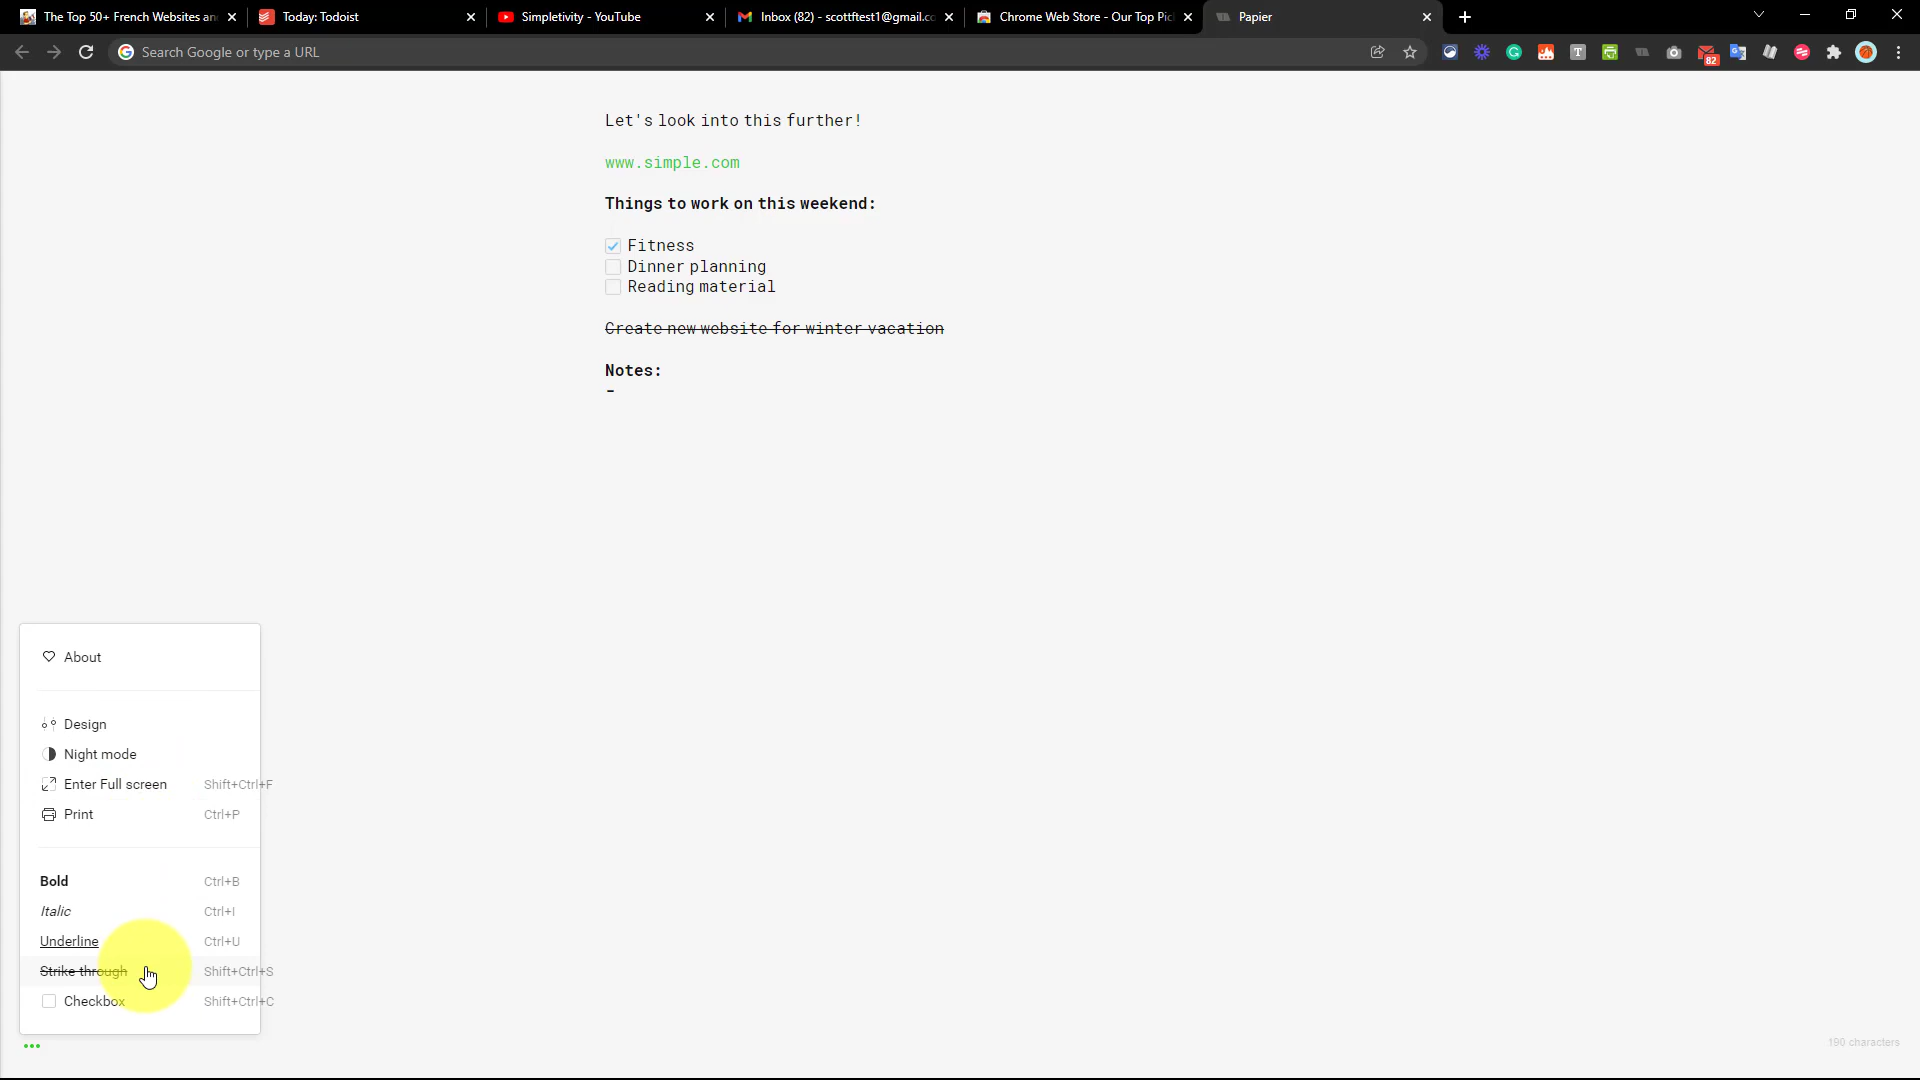 The Top 50+ French Websites an
Today: Todoist
Simpletivity - YouTube
Inbox (82) - scottftest1@gmail.co
Chrome Web Store - Our Top Pic
Papier
Search Google or type a URL
82
Let's look into this further!
www.simple.com
Things to work on this weekend:
Fitness
Dinner planning
Reading material
Create new website for winter vacation
Notes:
-
About
Design
Night mode
Enter Full screen Shift+Ctrl+F
Print Ctrl+P
Bold Ctrl+B
Italic Ctrl+I
Underline Ctrl+U
Strike through Shift+Ctrl+S
Checkbox Shift+Ctrl+C
190 characters